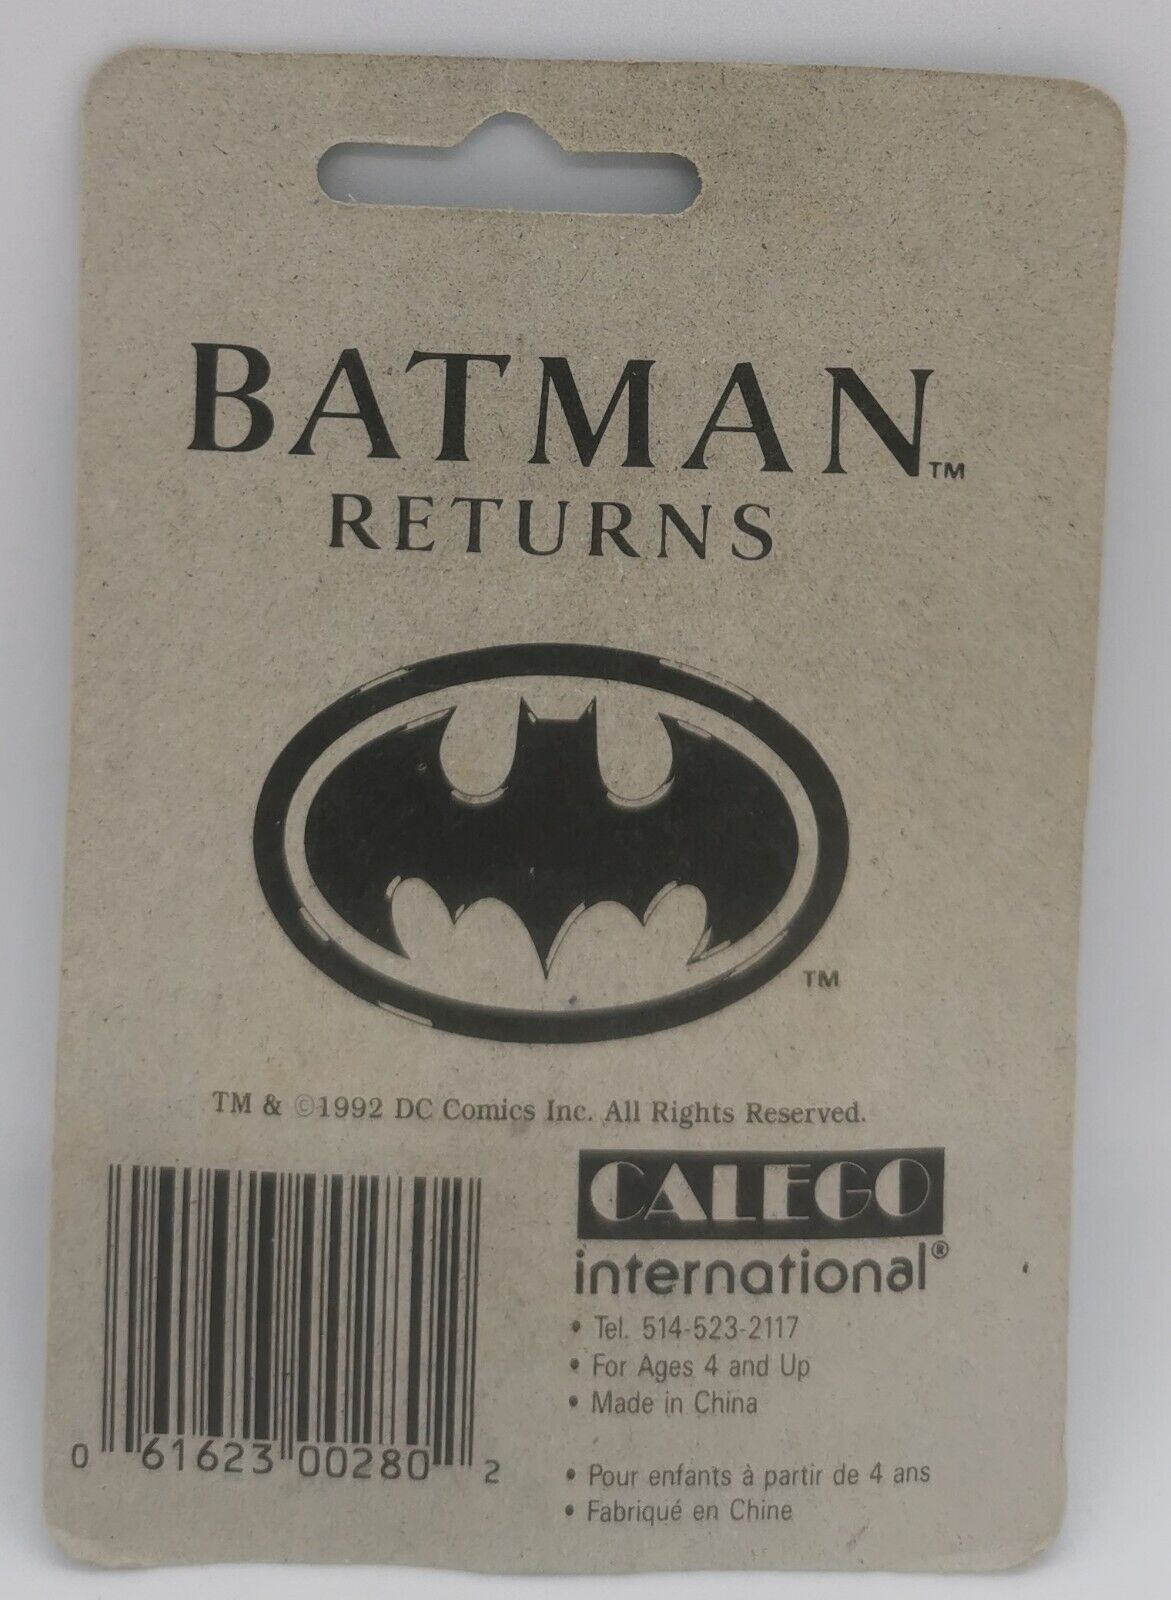 BATMAN™
RETURNS
TM
TM & ©1992 DC Comics Inc. All Rights Reserved.
CALEGO
international®
• Tel. 514-523-2117
• For Ages 4 and Up
• Made in China
• Pour enfants à partir de 4 ans
• Fabriqué en Chine
0 61623 00280 2